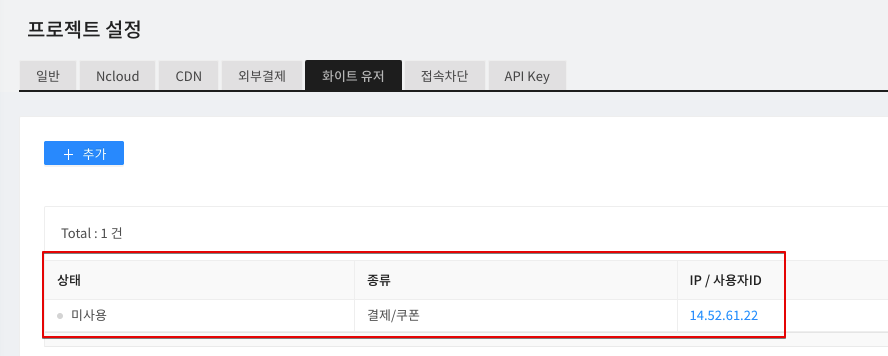 프로젝트 설정
일반 Ncloud CDN 외부결제 화이트 유저 접속차단 API Key
+ 추가
Total : 1 건
상태 종류 IP / 사용자ID
미사용 결제/쿠폰 14.52.61.22